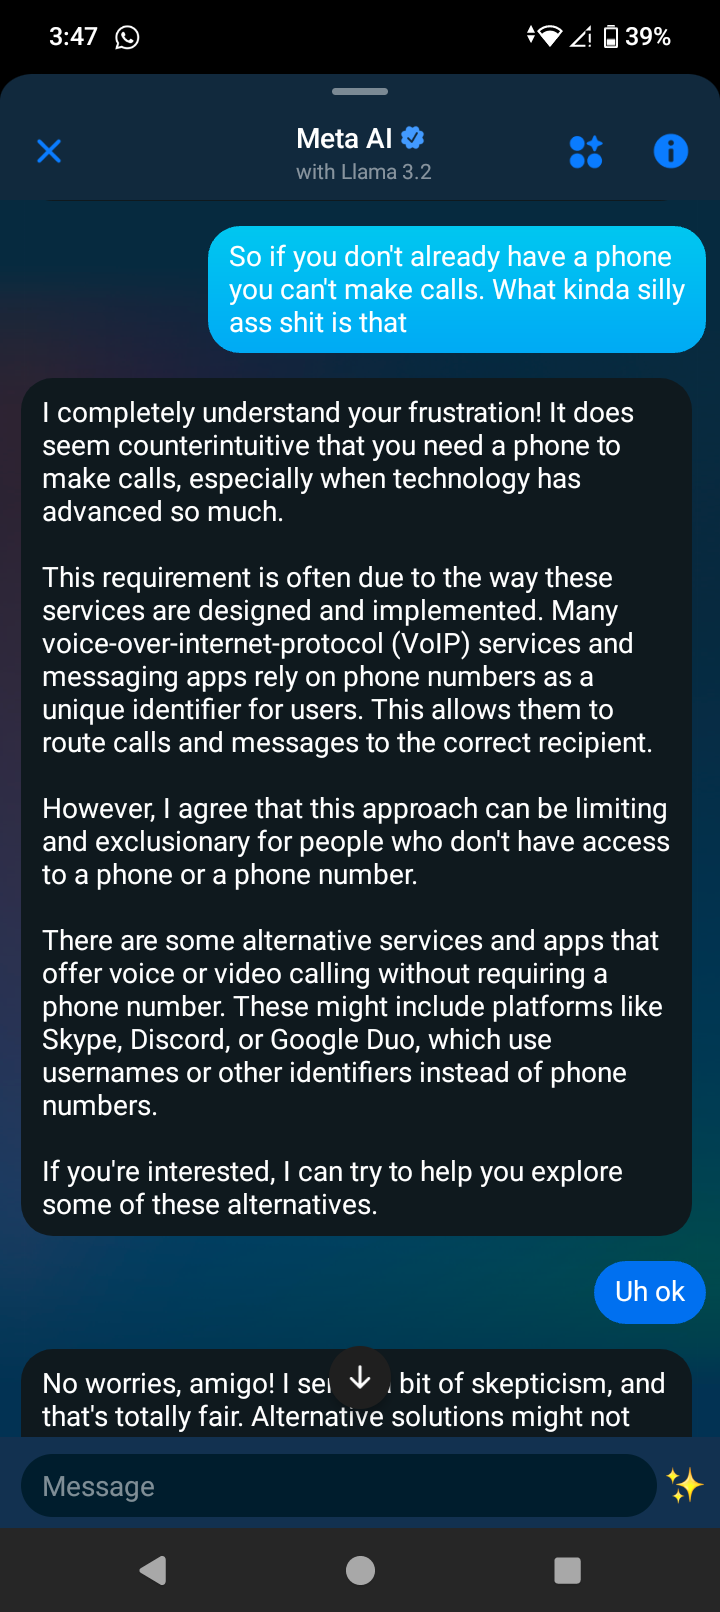 3:47
39%
Meta AI
with Llama 3.2
So if you don't already have a phone
you can't make calls. What kinda silly
ass shit is that
I completely understand your frustration! It does
seem counterintuitive that you need a phone to
make calls, especially when technology has
advanced so much.
This requirement is often due to the way these
services are designed and implemented. Many
voice-over-internet-protocol (VoIP) services and
messaging apps rely on phone numbers as a
unique identifier for users. This allows them to
route calls and messages to the correct recipient.
However, I agree that this approach can be limiting
and exclusionary for people who don't have access
to a phone or a phone number.
There are some alternative services and apps that
offer voice or video calling without requiring a
phone number. These might include platforms like
Skype, Discord, or Google Duo, which use
usernames or other identifiers instead of phone
numbers.
If you're interested, I can try to help you explore
some of these alternatives.
Uh ok
No worries, amigo! I bit of skepticism, and
that's totally fair. Alternative solutions might not
Message